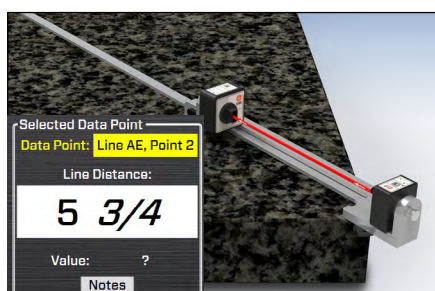 Selected Data Point
Data Point: Line AE, Point 2
Line Distance:
5 3/4
Value: ?
Notes